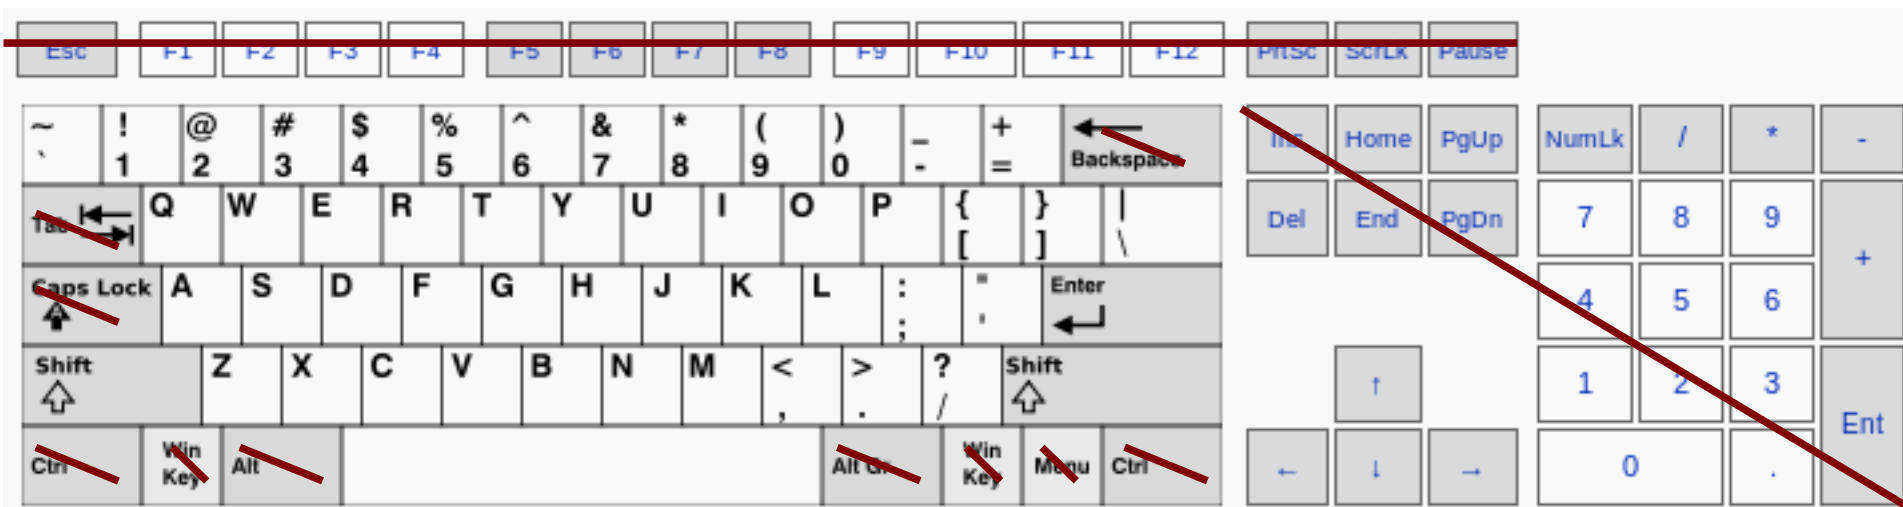 Esc F1 F2 F3 F4 F5 F6 F7 F8 F9 F10 F11 F12 PrtSc ScrLk Pause
~ ! @ # $ % ^ & * ( ) _ +
` 1 2 3 4 5 6 7 8 9 0 - = Backspace
Ins Home PgUp NumLk / * -
Tab Q W E R T Y U I O P { } |
[ ] \
Del End PgDn 7 8 9 +
Caps Lock A S D F G H J K L : " Enter
; '
4 5 6
Shift Z X C V B N M < > ? Shift
, . /
↑ 1 2 3 Ent
Ctrl Win Key Alt Alt Gr Win Key Menu Ctrl
← ↓ → 0 .